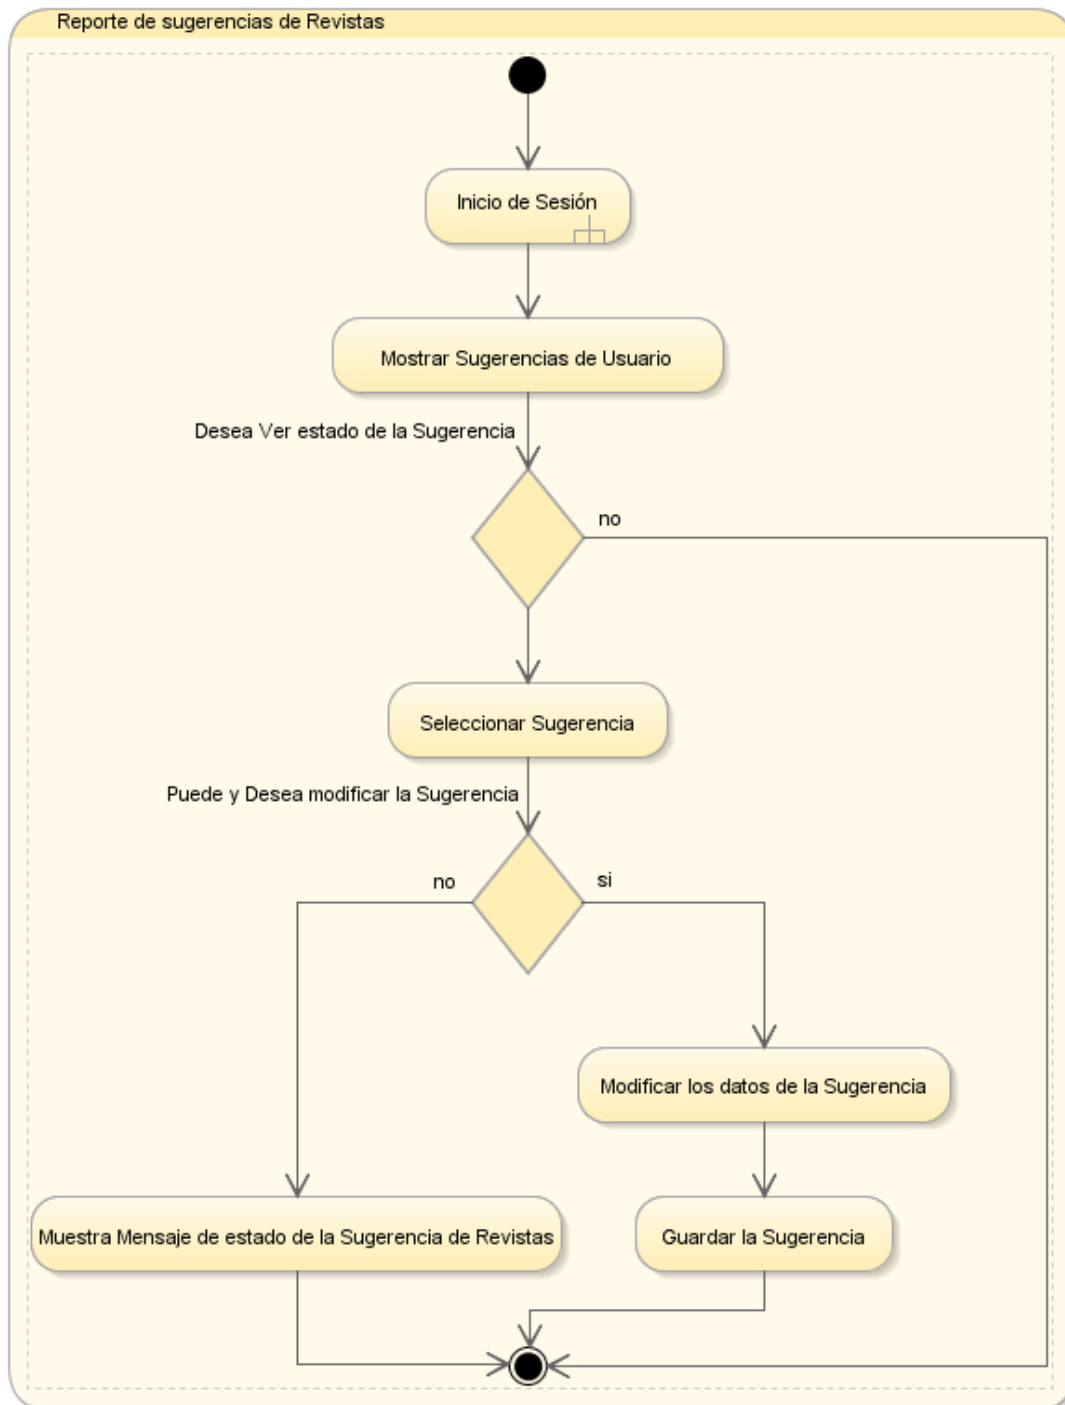 Reporte de sugerencias de Revistas
Inicio de Sesión
Mostrar Sugerencias de Usuario
Desea Ver estado de la Sugerencia
no
Seleccionar Sugerencia
Puede y Desea modificar la Sugerencia
no
si
Modificar los datos de la Sugerencia
Muestra Mensaje de estado de la Sugerencia de Revistas
Guardar la Sugerencia